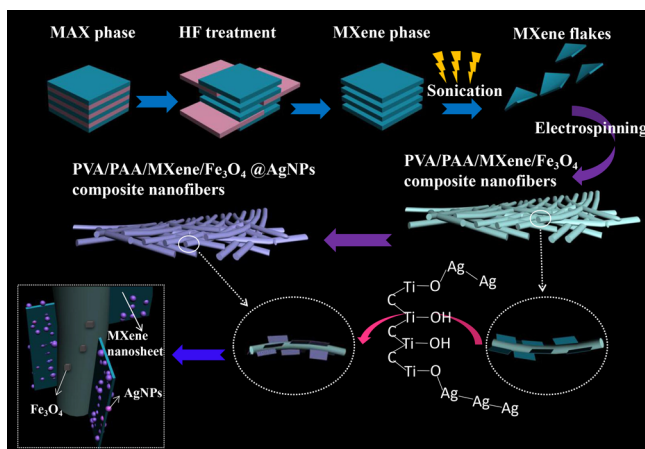 MAX phase
HF treatment
MXene phase
MXene flakes
Sonication
Electrospinning
PVA/PAA/MXene/Fe₃O₄ @AgNPs
composite nanofibers
PVA/PAA/MXene/Fe₃O₄
composite nanofibers
Ag
Ag
Ti—O
C
Ti—OH
C
Ti—OH
C
Ti—O
Ag—Ag—Ag
MXene
nanosheet
Fe₃O₄
AgNPs